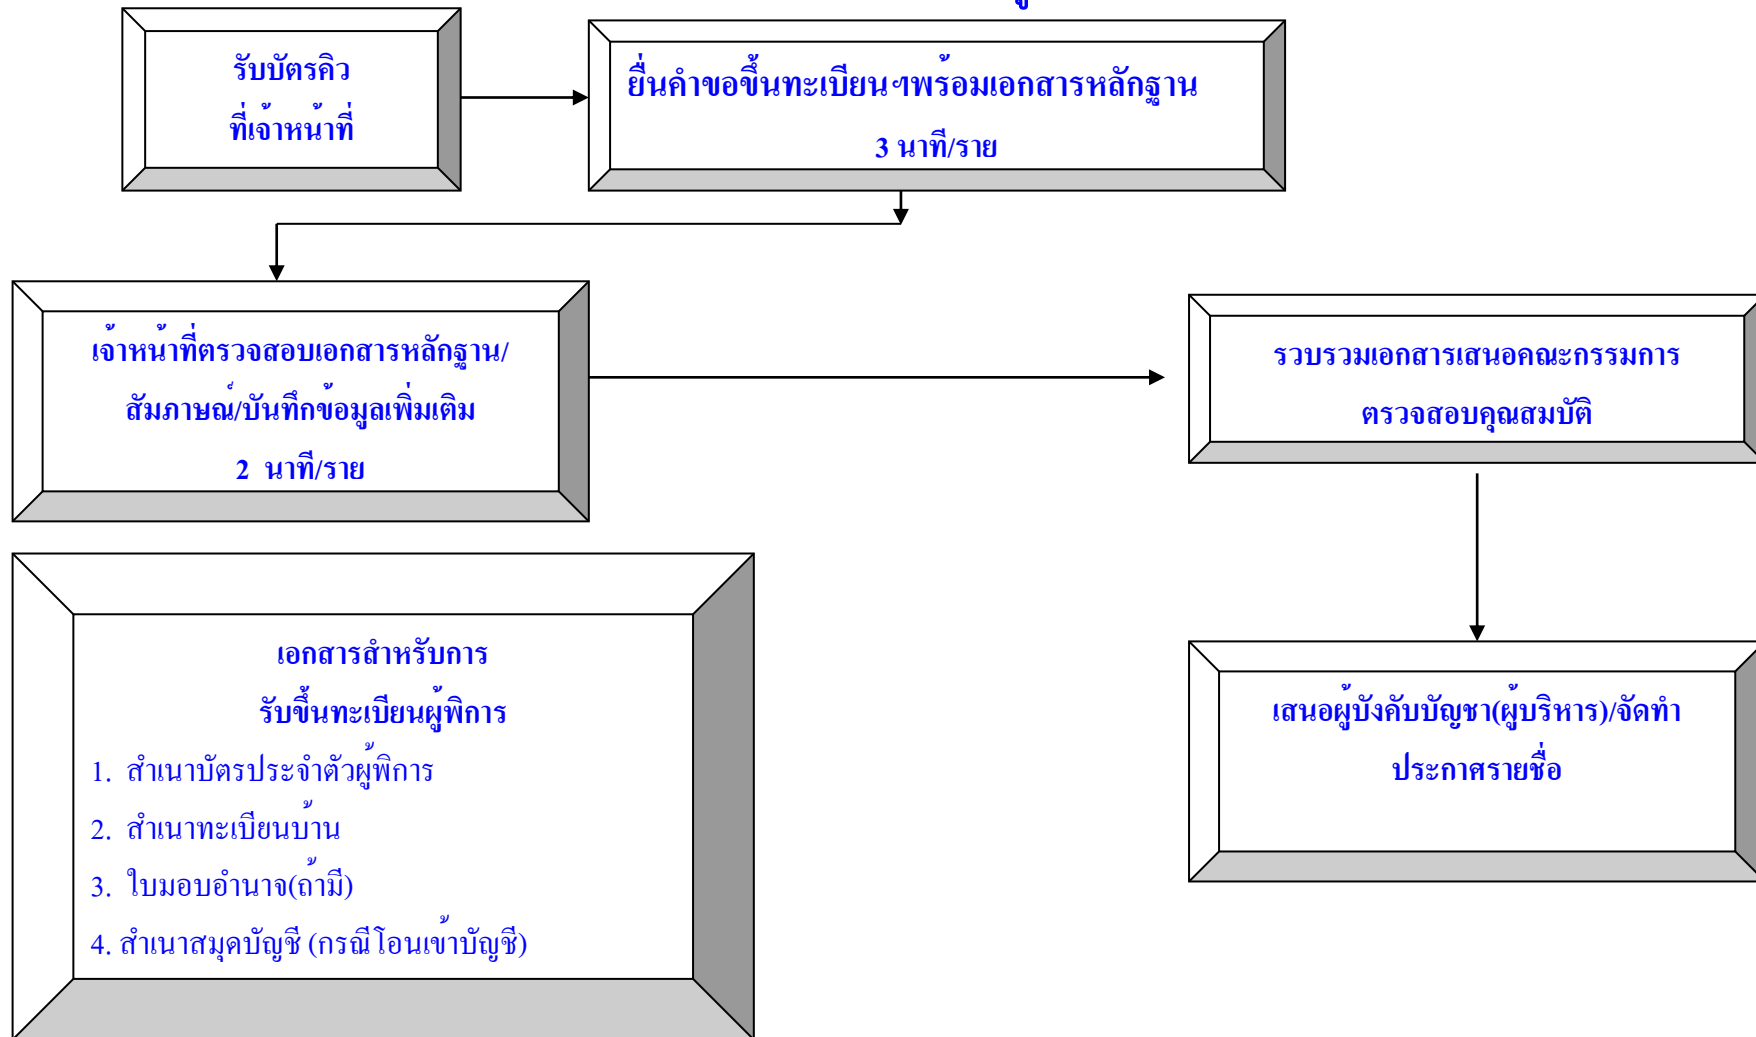 รับบัตรคิว
ที่เจ้าหน้าที่
ยื่นคำขอขึ้นทะเบียนฯพร้อมเอกสารหลักฐาน
3 นาที/ราย
เจ้าหน้าที่ตรวจสอบเอกสารหลักฐาน/
สัมภาษณ์/บันทึกข้อมูลเพิ่มเติม
2 นาที/ราย
รวบรวมเอกสารเสนอคณะกรรมการ
ตรวจสอบคุณสมบัติ
เอกสารสำหรับการ
รับขึ้นทะเบียนผู้พิการ
1. สำเนาบัตรประจำตัวผู้พิการ
2. สำเนาทะเบียนบ้าน
3. ใบมอบอำนาจ(ถ้ามี)
4. สำเนาสมุดบัญชี (กรณีโอนเข้าบัญชี)
เสนอผู้บังคับบัญชา(ผู้บริหาร)/จัดทำ
ประกาศรายชื่อ